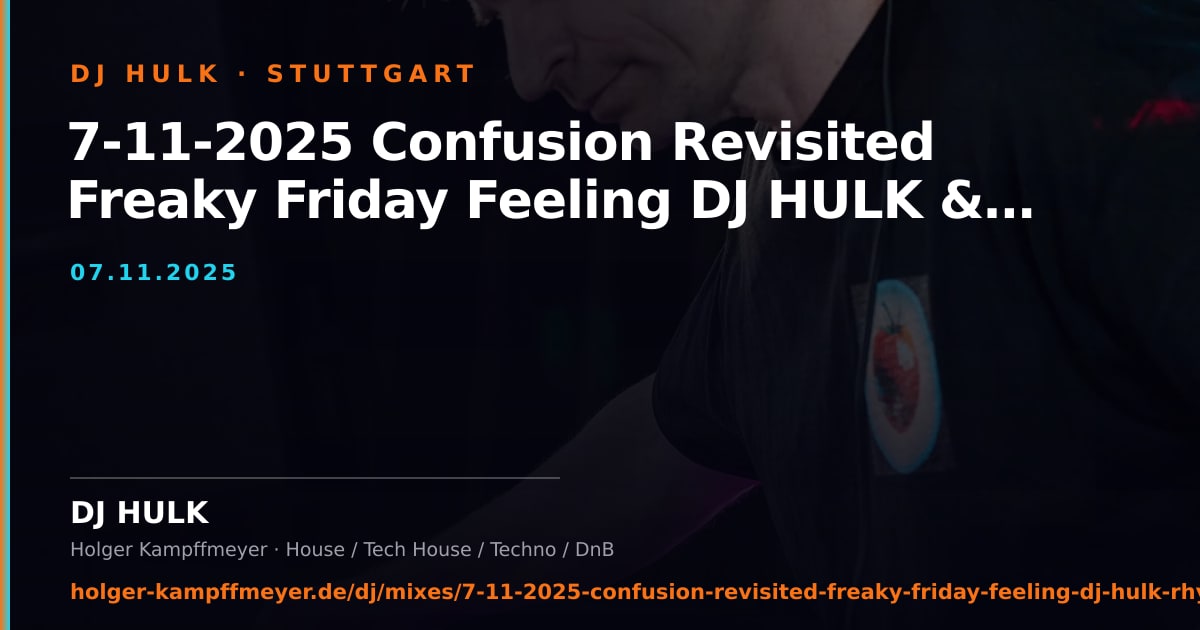 DJ HULK · STUTTGART
7-11-2025 Confusion Revisited
Freaky Friday Feeling DJ HULK &...
07.11.2025
DJ HULK
Holger Kampffmeyer · House / Tech House / Techno / DnB
holger-kampffmeyer.de/dj/mixes/7-11-2025-confusion-revisited-freaky-friday-feeling-dj-hulk-rhy